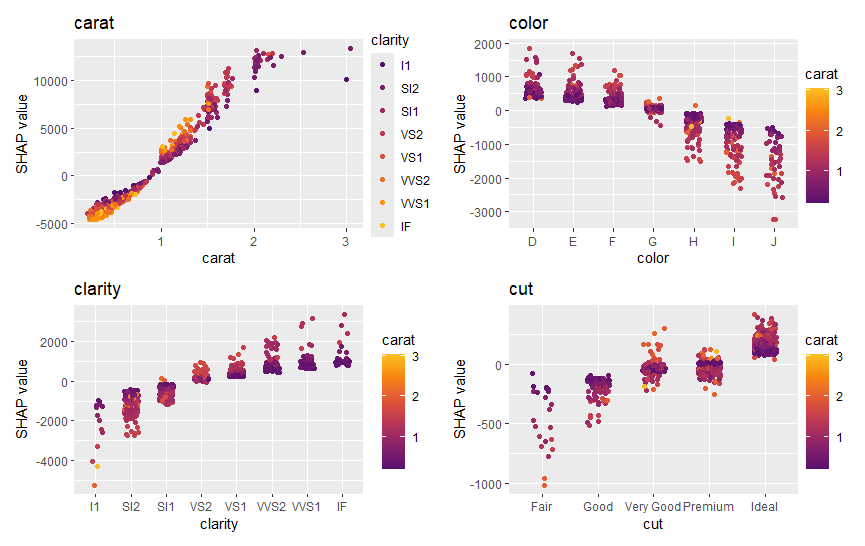 carat
SHAP value
10000
5000
0
-5000
1
2
3
carat
clarity
I1
SI2
SI1
VS2
VS1
VVS2
VVS1
IF
color
SHAP value
2000
1000
0
-1000
-2000
-3000
D E F G H I J
color
carat
3
2
1
clarity
SHAP value
2000
0
-2000
-4000
I1 SI2 SI1 VS2 VS1 VVS2 VVS1 IF
clarity
carat
3
2
1
cut
SHAP value
0
-500
-1000
Fair Good Very Good Premium Ideal
cut
carat
3
2
1